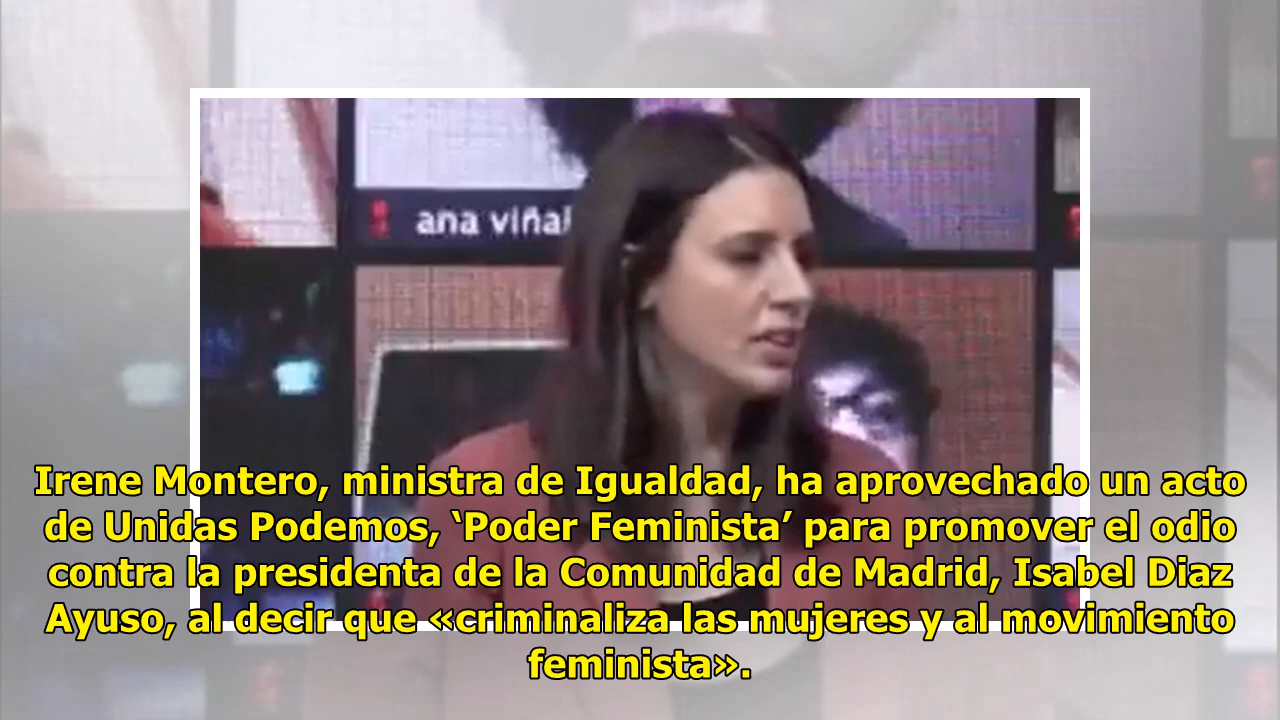 ana viña
Irene Montero, ministra de Igualdad, ha aprovechado un acto
de Unidas Podemos, ‘Poder Feminista’ para promover el odio
contra la presidenta de la Comunidad de Madrid, Isabel Diaz
Ayuso, al decir que «criminaliza las mujeres y al movimiento
feminista».